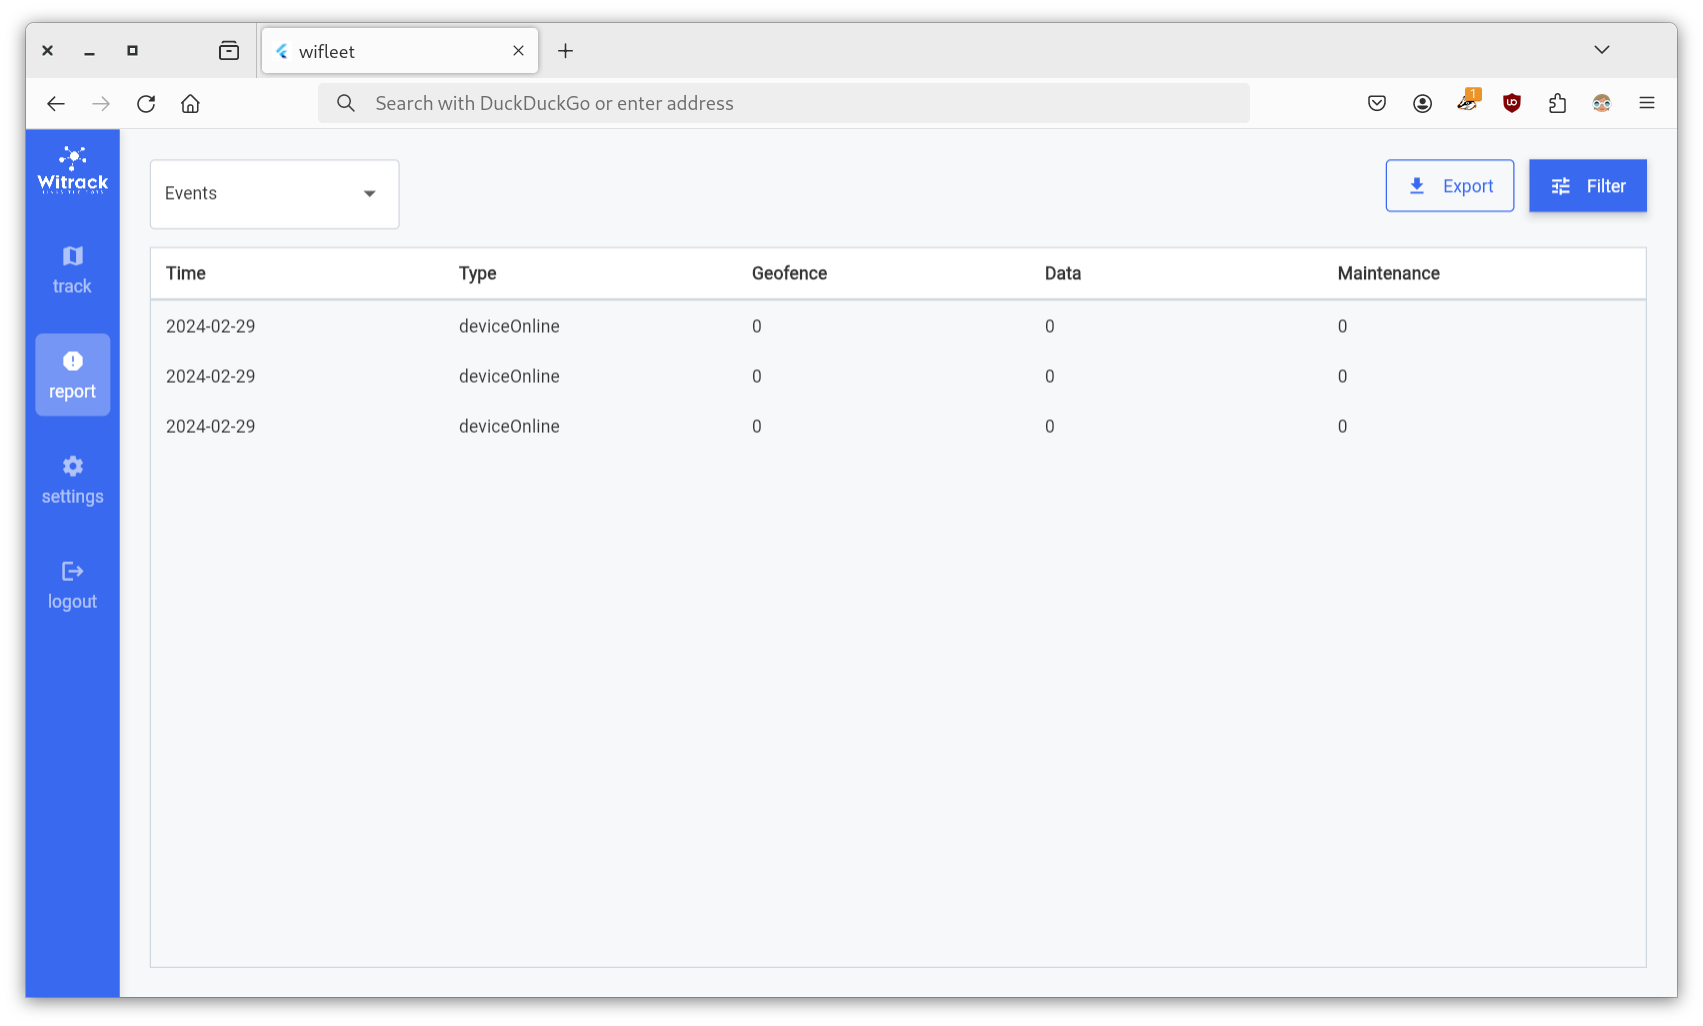 wifleet
Search with DuckDuckGo or enter address
1
Witrack
track
report
settings
logout
Events
Export
Filter
Time Type Geofence Data Maintenance
2024-02-29 deviceOnline 0 0 0
2024-02-29 deviceOnline 0 0 0
2024-02-29 deviceOnline 0 0 0